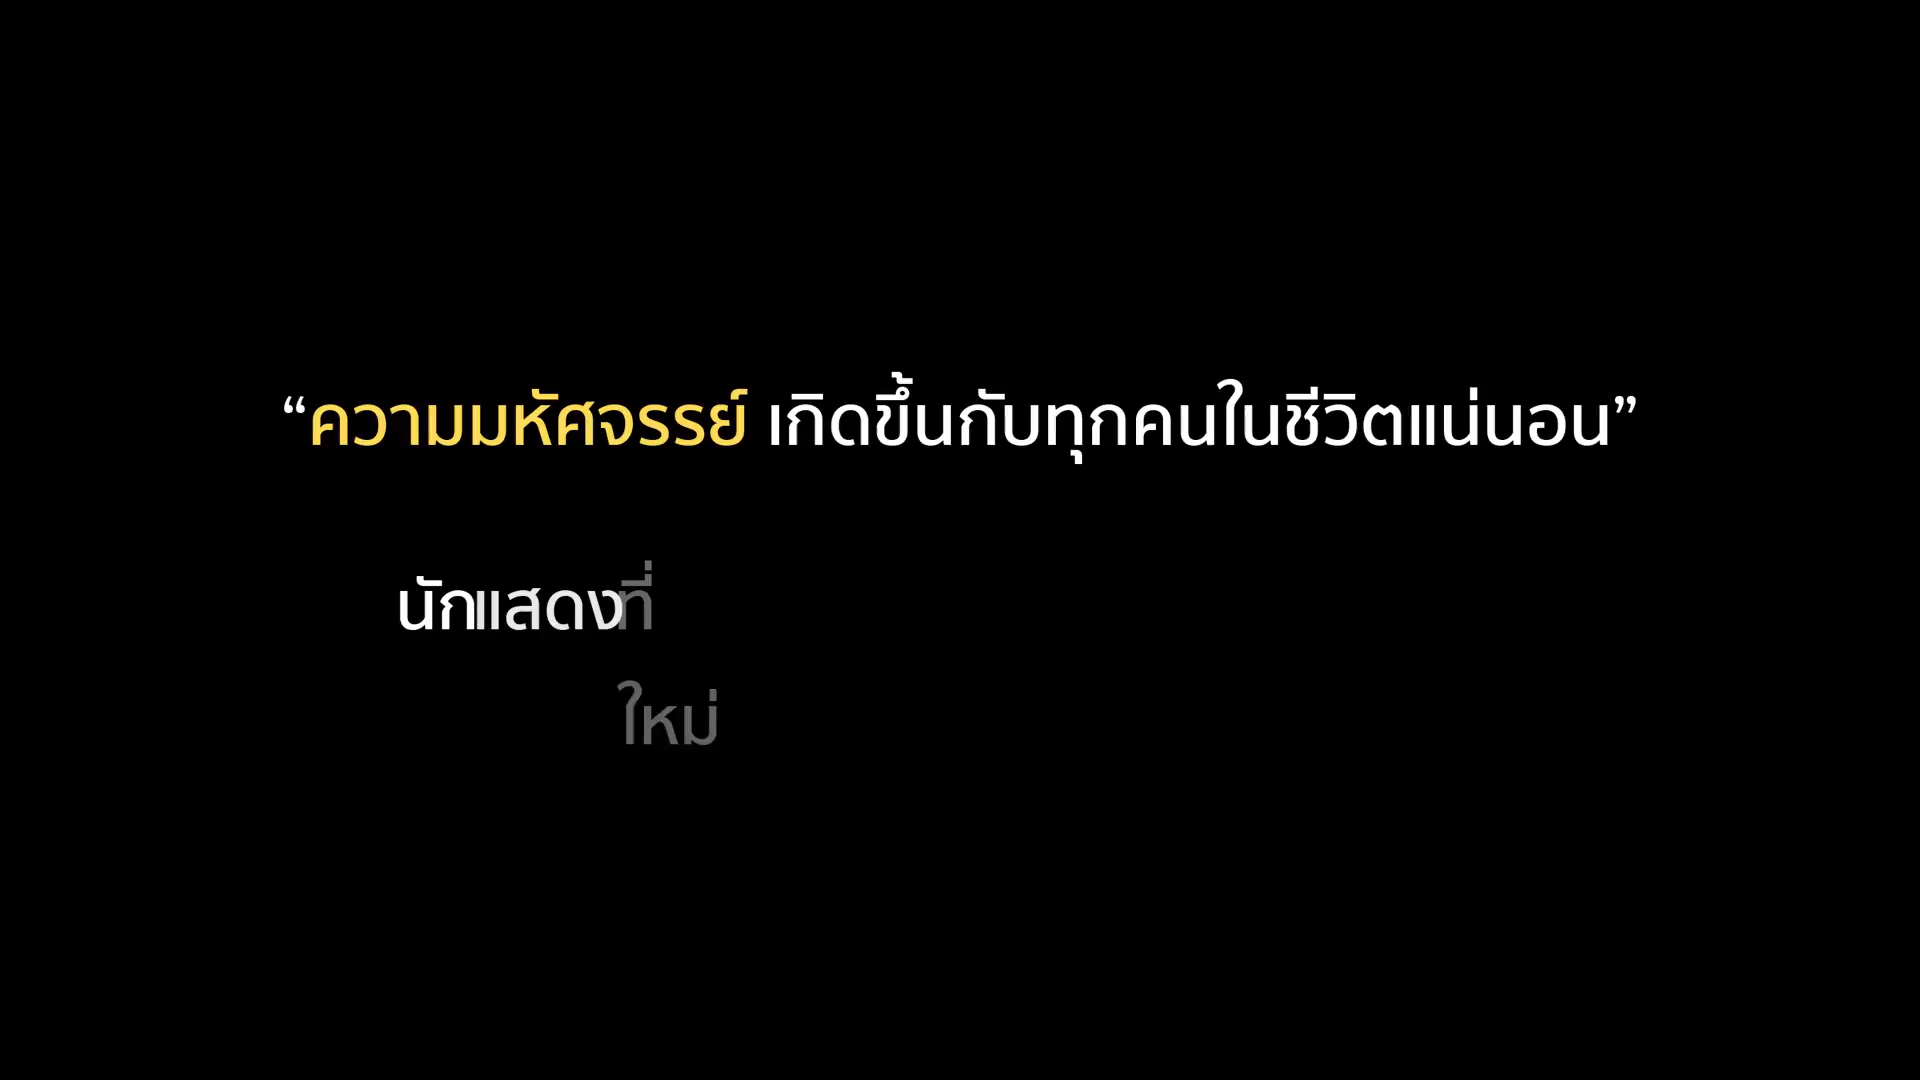 “ความมหัศจรรย์ เกิดขึ้นกับทุกคนในชีวิตแน่นอน”
นักแสดงที่
ใหม่